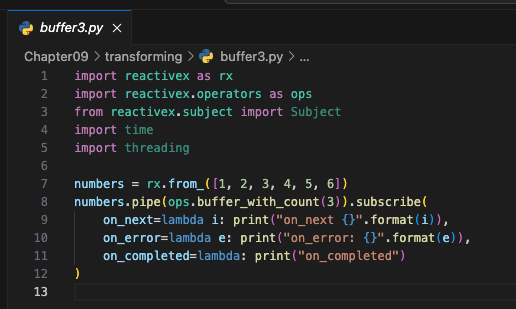 buffer3.py ×
Chapter09 > transforming > buffer3.py > ...
1 import reactivex as rx
2 import reactivex.operators as ops
3 from reactivex.subject import Subject
4 import time
5 import threading
6
7 numbers = rx.from_([1, 2, 3, 4, 5, 6])
8 numbers.pipe(ops.buffer_with_count(3)).subscribe(
9     on_next=lambda i: print("on_next {}".format(i)),
10     on_error=lambda e: print("on_error: {}".format(e)),
11     on_completed=lambda: print("on_completed")
12 )
13